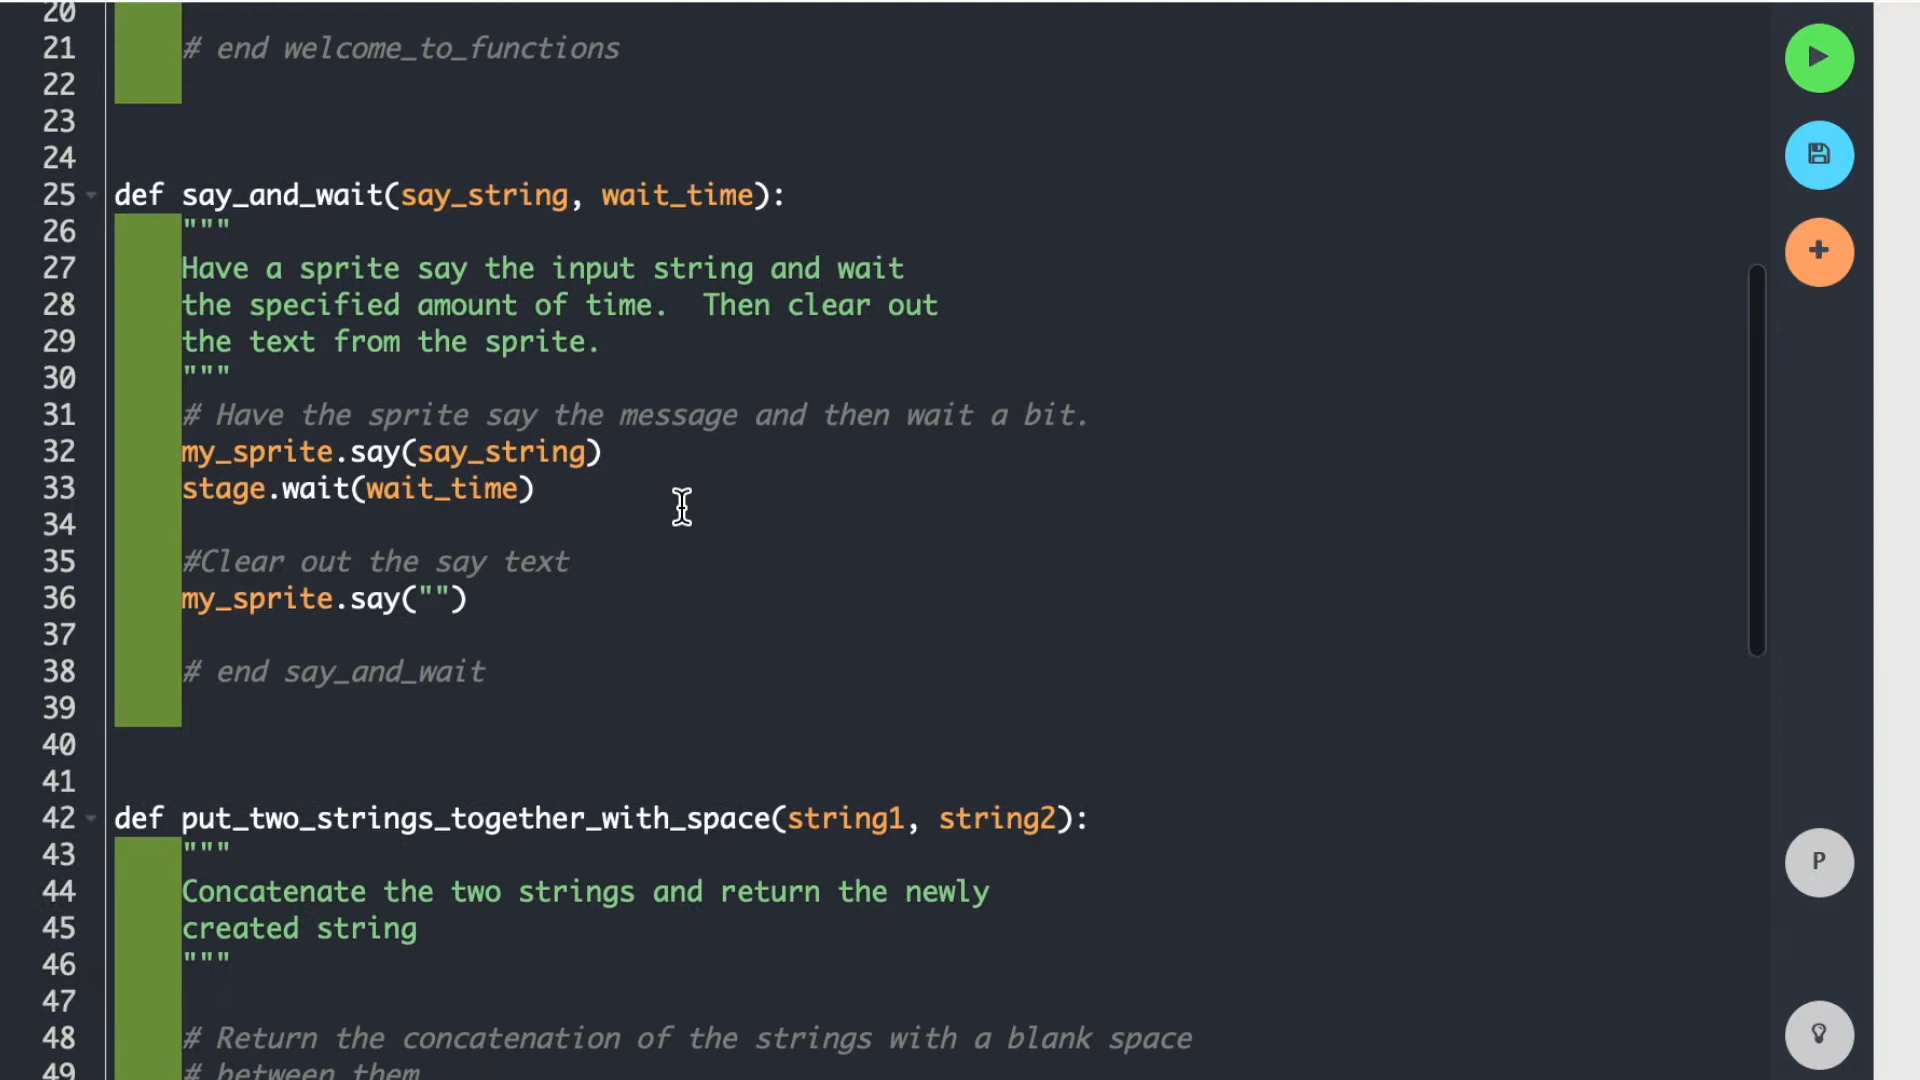 20
21 # end welcome_to_functions
22
23
24
25 def say_and_wait(say_string, wait_time):
26 """
27 Have a sprite say the input string and wait
28 the specified amount of time.  Then clear out
29 the text from the sprite.
30 """
31 # Have the sprite say the message and then wait a bit.
32 my_sprite.say(say_string)
33 stage.wait(wait_time)
34
35 #Clear out the say text
36 my_sprite.say("")
37
38 # end say_and_wait
39
40
41
42 def put_two_strings_together_with_space(string1, string2):
43 """
44 Concatenate the two strings and return the newly
45 created string
46 """
47
48 # Return the concatenation of the strings with a blank space
49 # between them
P